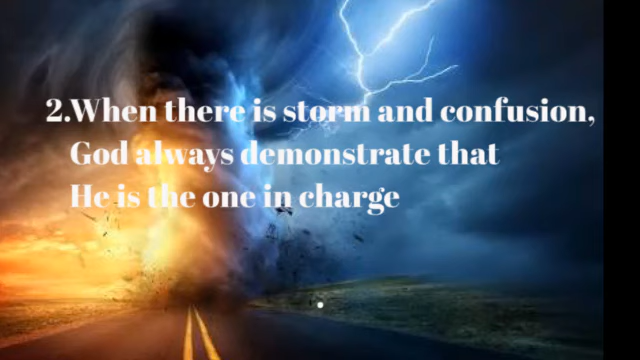 2.When there is storm and confusion,
God always demonstrate that
He is the one in charge